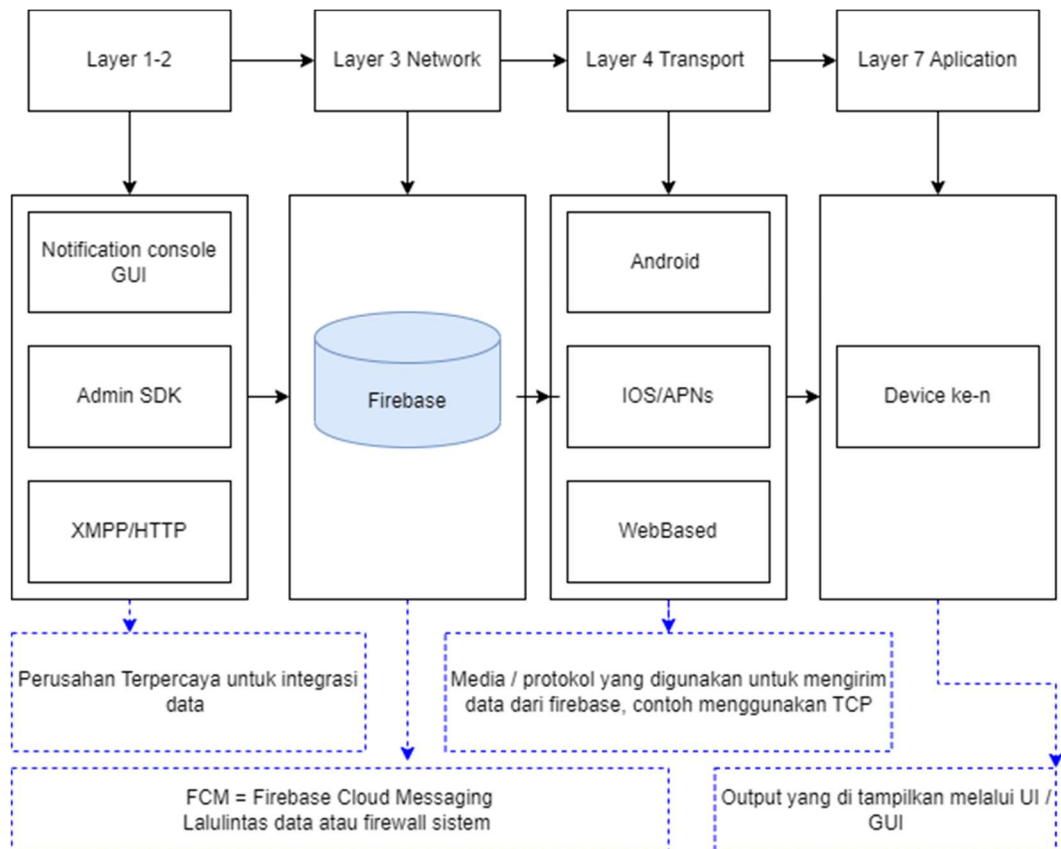 Layer 1-2
Layer 3 Network
Layer 4 Transport
Layer 7 Aplication
Notification console
GUI
Admin SDK
XMPP/HTTP
Firebase
Android
IOS/APNs
WebBased
Device ke-n
Perusahan Terpercaya untuk integrasi
data
Media / protokol yang digunakan untuk mengirim
data dari firebase, contoh menggunakan TCP
FCM = Firebase Cloud Messaging
Lalulintas data atau firewall sistem
Output yang di tampilkan melalui UI /
GUI